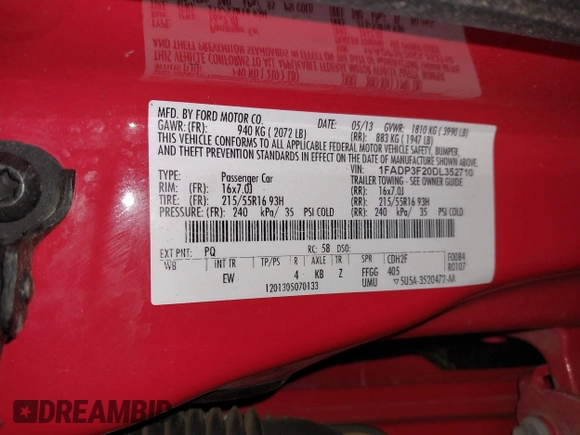 MFD. BY FORD MOTOR CO.
DATE: 05/13 GVWR: 1810 KG ( 3990 LB)
GAWR: (FR): 940 KG ( 2072 LB) (RR): 883 KG ( 1947 LB)
THIS VEHICLE CONFORMS TO ALL APPLICABLE FEDERAL MOTOR VEHICLE SAFETY, BUMPER,
AND THEFT PREVENTION STANDARDS IN EFFECT ON THE DATE OF MANUFACTURE SHOWN ABOVE.
VIN: 1FADP3F20DL352710
TYPE: Passenger Car TRAILER TOWING - SEE OWNER GUIDE
RIM: (FR) 16x7.0J (RR) 16x7.0J
TIRE: (FR) 215/55R16 93H (RR) 215/55R16 93H
PRESSURE: (FR) 240 kPa/ 35 PSI COLD (RR) 240 kPa/ 35 PSI COLD
EXT PNT: PQ RC: 58 DSO: F0084
WB INT TR TP/PS R AXLE TR SPR CDH2F R0107
EW 4 KB Z FFGG 405
1201305070133 UMU 5U5A-3520472-AA
DREAMBID